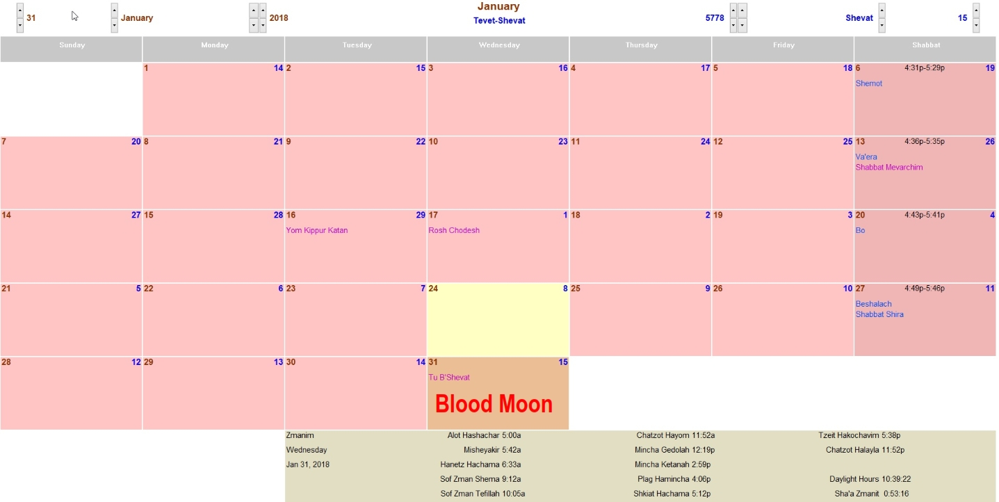 January
31 January 2018 Tevet-Shevat 5778 Shevat 15
Sunday Monday Tuesday Wednesday Thursday Friday Shabbat
1 14 2 15 3 16 4 17 5 18 6 4:31p-5:29p 19
Shemot
7 20 8 21 9 22 10 23 11 24 12 25 13 4:36p-5:35p 26
Va'era
Shabbat Mevarchim
14 27 15 28 16 29 17 1 18 2 19 3 20 4:43p-5:41p 4
Yom Kippur Katan Rosh Chodesh Bo
21 5 22 6 23 7 24 8 25 9 26 10 27 4:49p-5:46p 11
Beshalach
Shabbat Shira
28 12 29 13 30 14 31 15
Tu B'Shevat
Blood Moon
Zmanim Alot Hashachar 5:00a Chatzot Hayom 11:52a Tzeit Hakochavim 5:38p
Wednesday Misheyakir 5:42a Mincha Gedolah 12:19p Chatzot Halayla 11:52p
Jan 31, 2018 Hanetz Hachama 6:33a Mincha Ketanah 2:59p
Sof Zman Shema 9:12a Plag Hamincha 4:06p Daylight Hours 10:39:22
Sof Zman Tefillah 10:05a Shkiat Hachama 5:12p Sha'a Zmanit 0:53:16